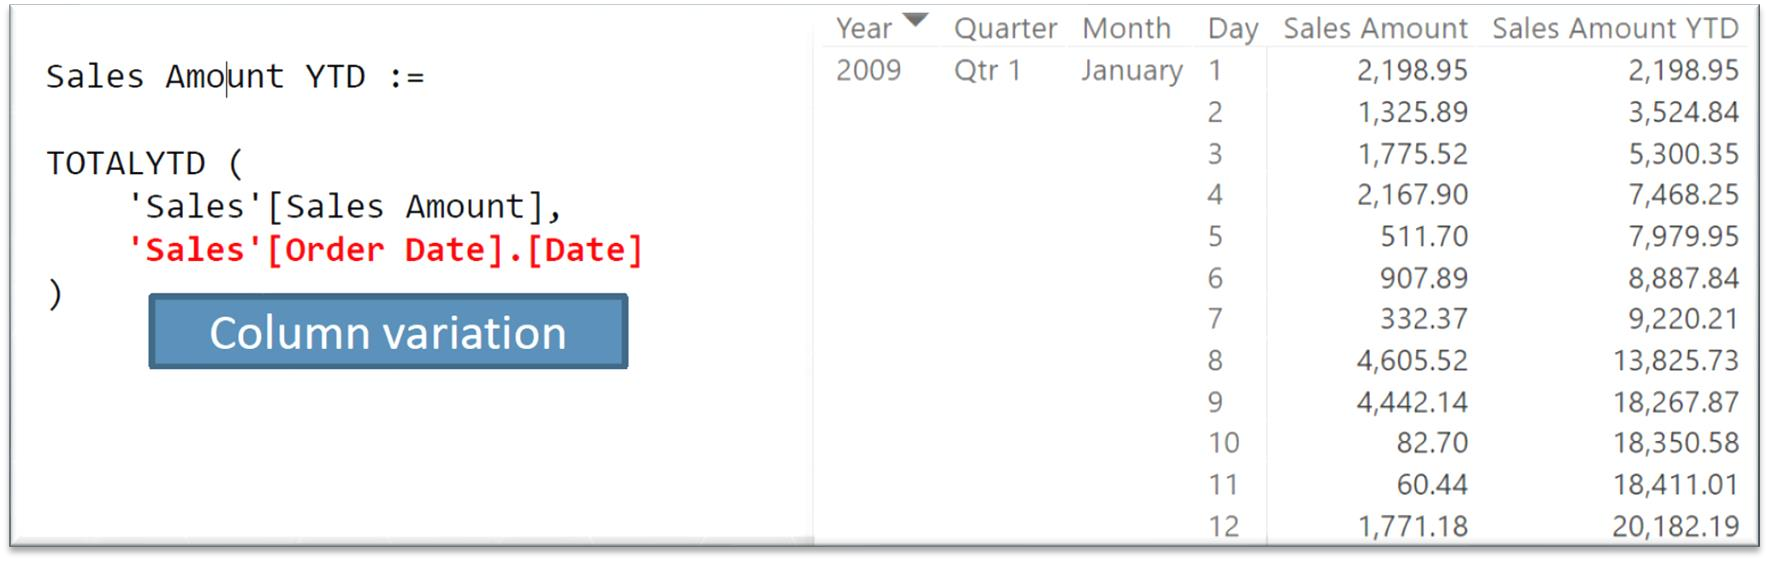 Sales Amount YTD :=
TOTALYTD (
'Sales'[Sales Amount],
'Sales'[Order Date].[Date]
)
Column variation
Year Quarter Month Day Sales Amount Sales Amount YTD
2009 Qtr 1 January 1 2,198.95 2,198.95
2 1,325.89 3,524.84
3 1,775.52 5,300.35
4 2,167.90 7,468.25
5 511.70 7,979.95
6 907.89 8,887.84
7 332.37 9,220.21
8 4,605.52 13,825.73
9 4,442.14 18,267.87
10 82.70 18,350.58
11 60.44 18,411.01
12 1,771.18 20,182.19